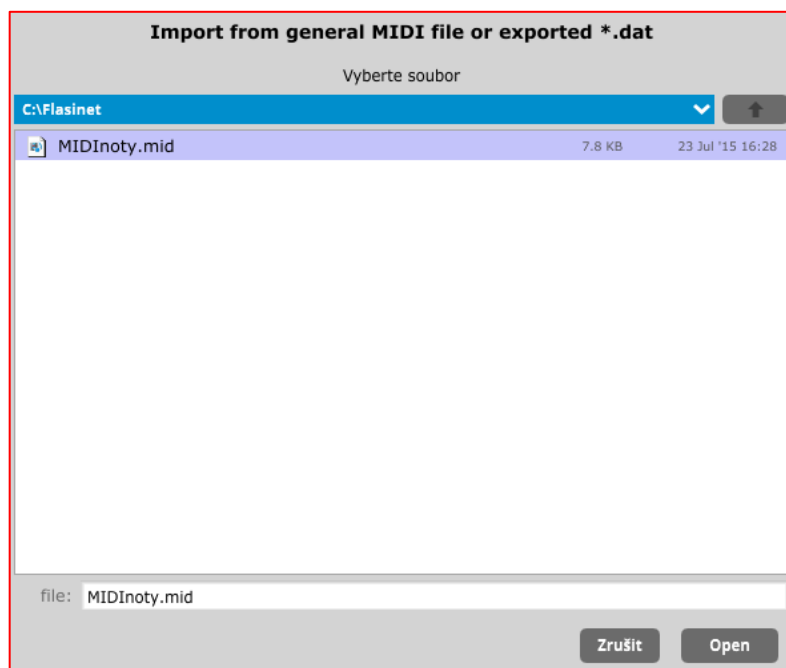 Import from general MIDI file or exported *.dat
Vyberte soubor
C:\Flasinet
MIDInoty.mid 7.8 KB 23 Jul '15 16:28
file: MIDInoty.mid
Zrušit Open